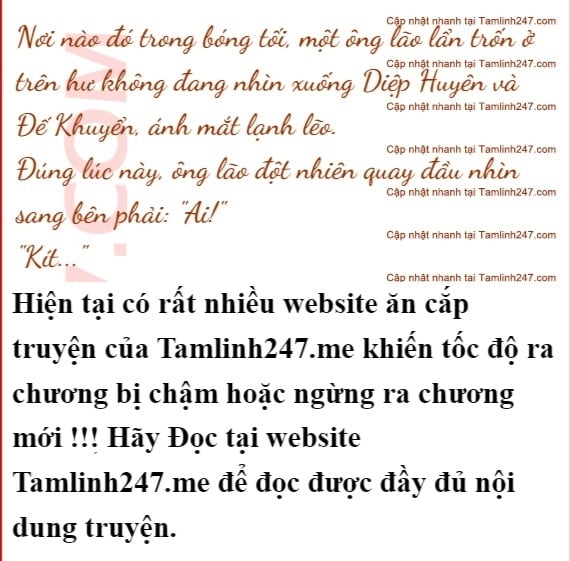 Cập nhật nhanh tại Tamlinh247.com
Nơi nào đó trong bóng tối, một ông lão lẩn trốn ở
Cập nhật nhanh tại Tamlinh247.com
trên hư không đang nhìn xuống Diệp Huyên và
Cập nhật nhanh tại Tamlinh247.com
Đế Khuyển, ánh mắt lạnh lẽo.
Cập nhật nhanh tại Tamlinh247.com
Đúng lúc này, ông lão đột nhiên quay đầu nhìn
Cập nhật nhanh tại Tamlinh247.com
sang bên phải: "Ai!"
Cập nhật nhanh tại Tamlinh247.com
"Kít..."
Cập nhật nhanh tại Tamlinh247.com
.COM
Hiện tại có rất nhiều website ăn cắp
truyện của Tamlinh247.me khiến tốc độ ra
chương bị chậm hoặc ngừng ra chương
mới !!! Hãy Đọc tại website
Tamlinh247.me để đọc được đầy đủ nội
dung truyện.